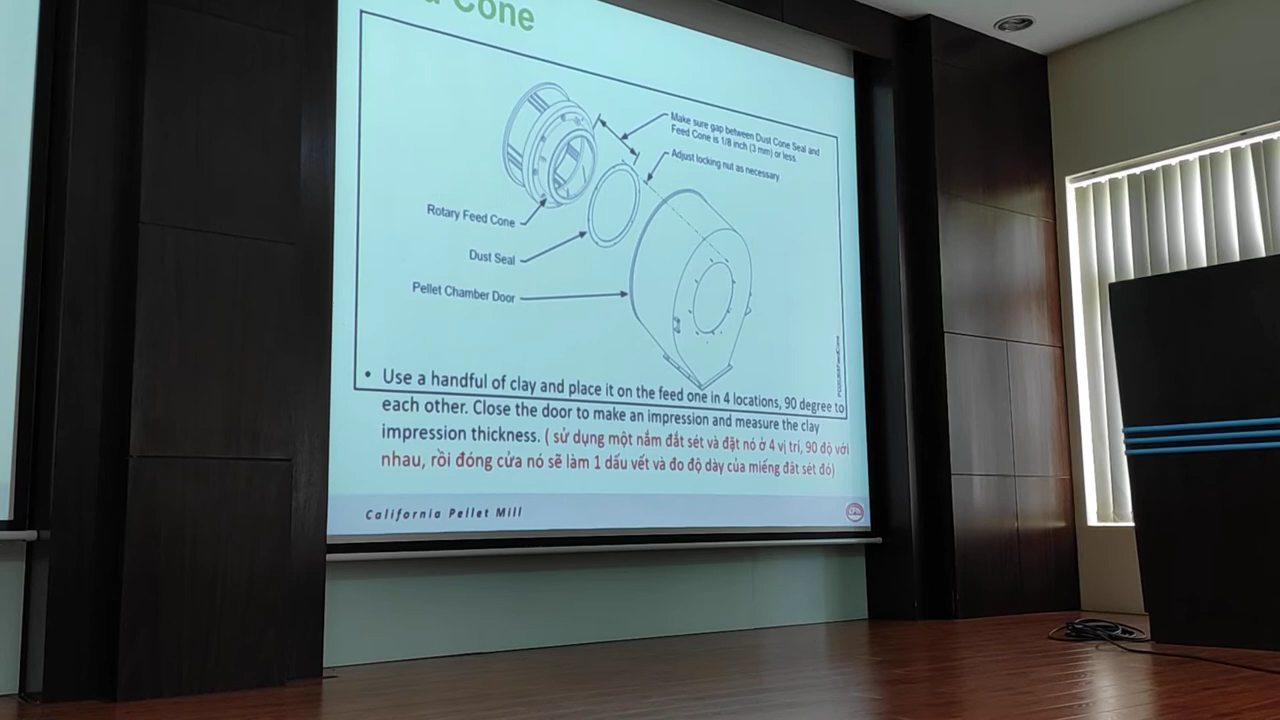 Cone
Make sure gap between Dust Cone Seal and
Feed Cone is 1/8 inch (3 mm) or less
Adjust locking nut as necessary
Rotary Feed Cone
Dust Seal
Pellet Chamber Door
• Use a handful of clay and place it on the feed one in 4 locations, 90 degree to
each other. Close the door to make an impression and measure the clay
impression thickness. ( sử dụng một nắm đất sét và đặt nó ở 4 vị trí, 90 độ với
nhau, rồi đóng cửa nó sẽ làm 1 dấu vết và đo độ dày của miếng đất sét đó)
California Pellet Mill